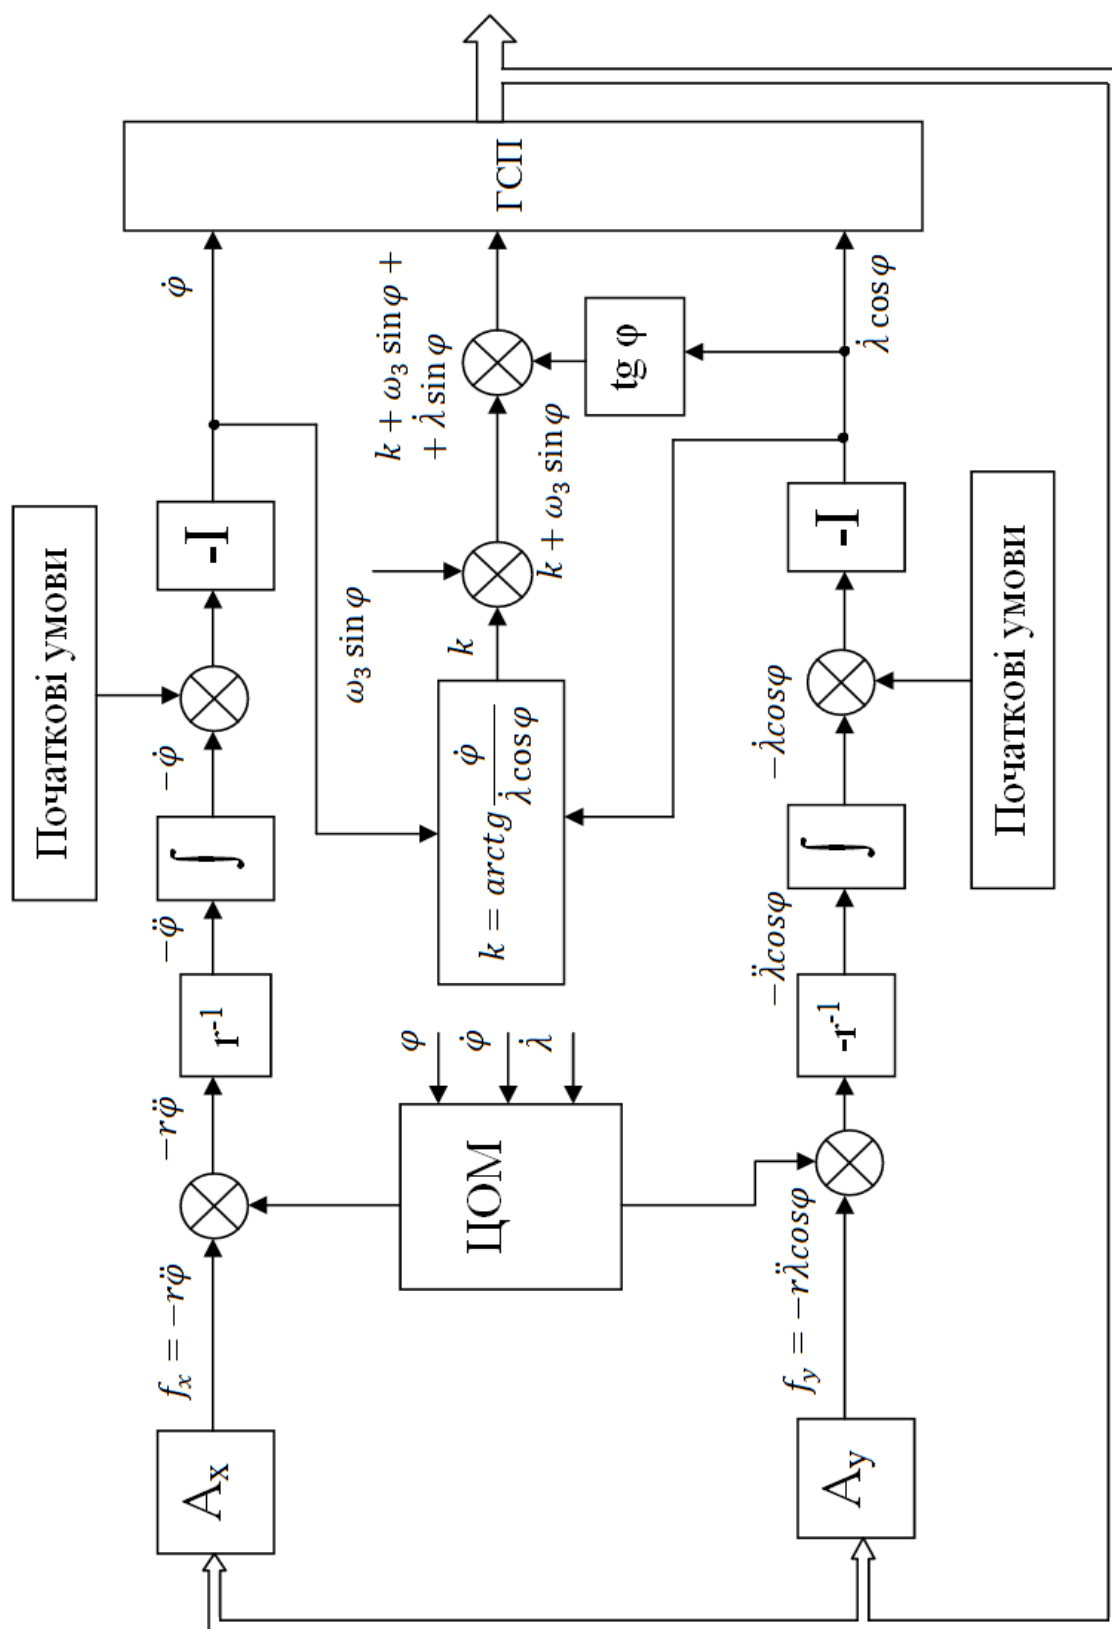 Початкові умови
A_x
f_x = −rφ̈
−rφ̈
r⁻¹
−φ̈
∫
−φ̇
-I
φ̇
ЦОМ
φ
φ̇
λ̇
k = arctg φ̇ / λ̇ cos φ
k
ω₃ sin φ
k + ω₃ sin φ
k + ω₃ sin φ +
+ λ̇ sin φ
tg φ
ГСП
A_y
f_y = −rλ̈cosφ
-r⁻¹
−λ̈cosφ
∫
−λ̇cosφ
-I
λ̇ cos φ
Початкові умови